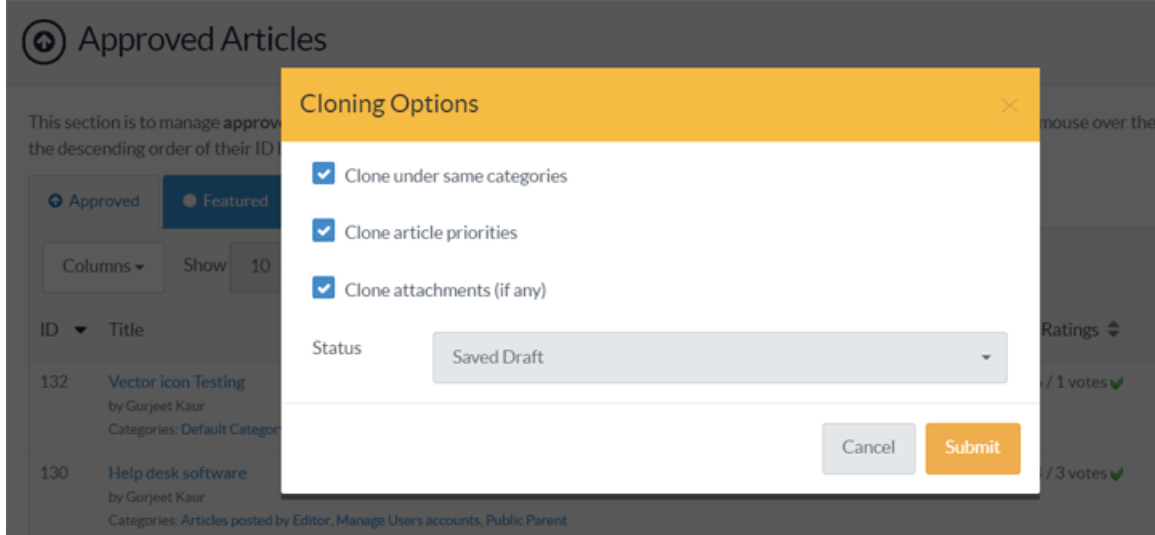 Approved Articles
Cloning Options
This section is to manage approv
mouse over the
the descending order of their ID
Clone under same categories
Approved
Featured
Clone article priorities
Columns
Show
10
Clone attachments (if any)
ID
Title
Ratings
Status
Saved Draft
132
Vector icon Testing
/ 1 votes
by Gurjeet Kaur
Categories: Default Categor
Cancel
Submit
130
Help desk software
/ 3 votes
by Gurjeet Kaur
Categories: Articles posted by Editor, Manage Users accounts, Public Parent